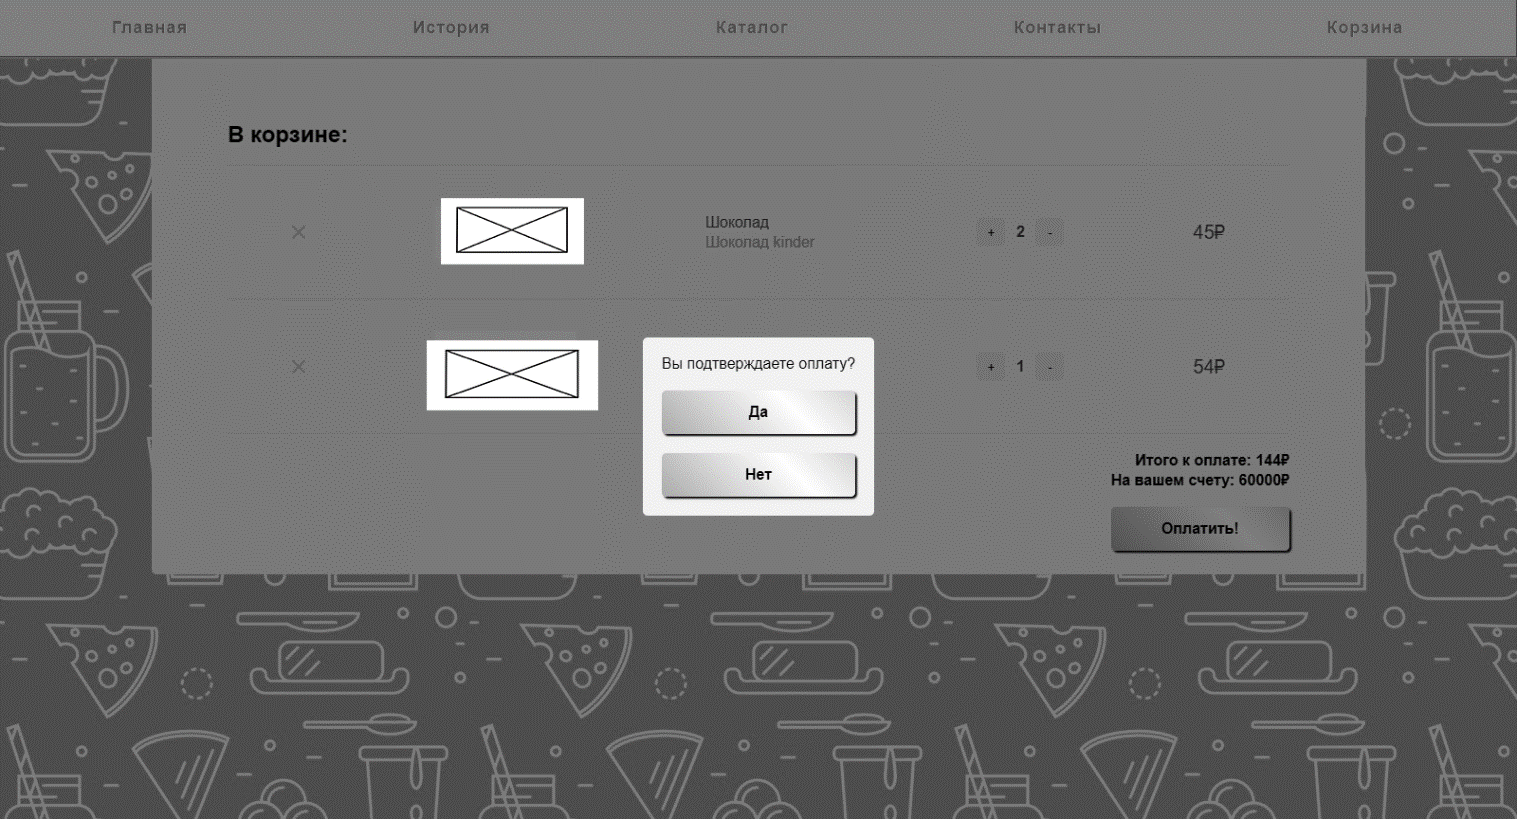 Главная История Каталог Контакты Корзина
В корзине:
Шоколад
Шоколад kinder
+ 2 -
45₽
Вы подтверждаете оплату?
Да
Нет
+ 1 -
54₽
Итого к оплате: 144₽
На вашем счету: 60000₽
Оплатить!